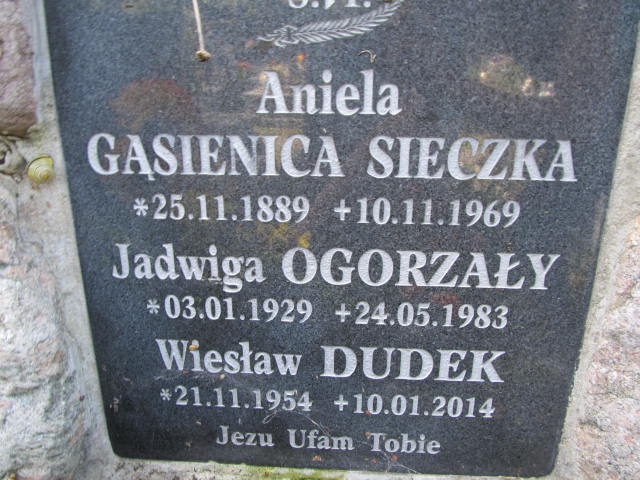 Aniela
GĄSIENICA SIECZKA
*25.11.1889 +10.11.1969
Jadwiga OGORZAŁY
*03.01.1929 +24.05.1983
Wiesław DUDEK
*21.11.1954 +10.01.2014
Jezu Ufam Tobie